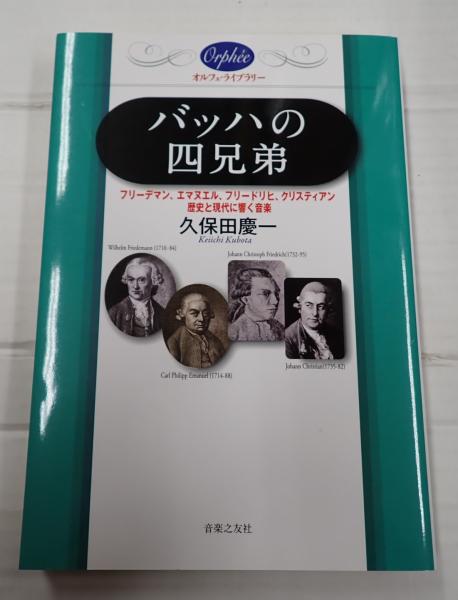 Orphée
オルフェ・ライブラリー
バッハの
四兄弟
フリーデマン、エマヌエル、フリードリヒ、クリスティアン
歴史と現代に響く音楽
久保田慶一
Keiichi Kubota
Wilhelm Friedemann (1710-84)
Johann Christoph Friedrich(1732-95)
Carl Philipp Emanuel (1714-88)
Johann Christian(1735-82)
音楽之友社